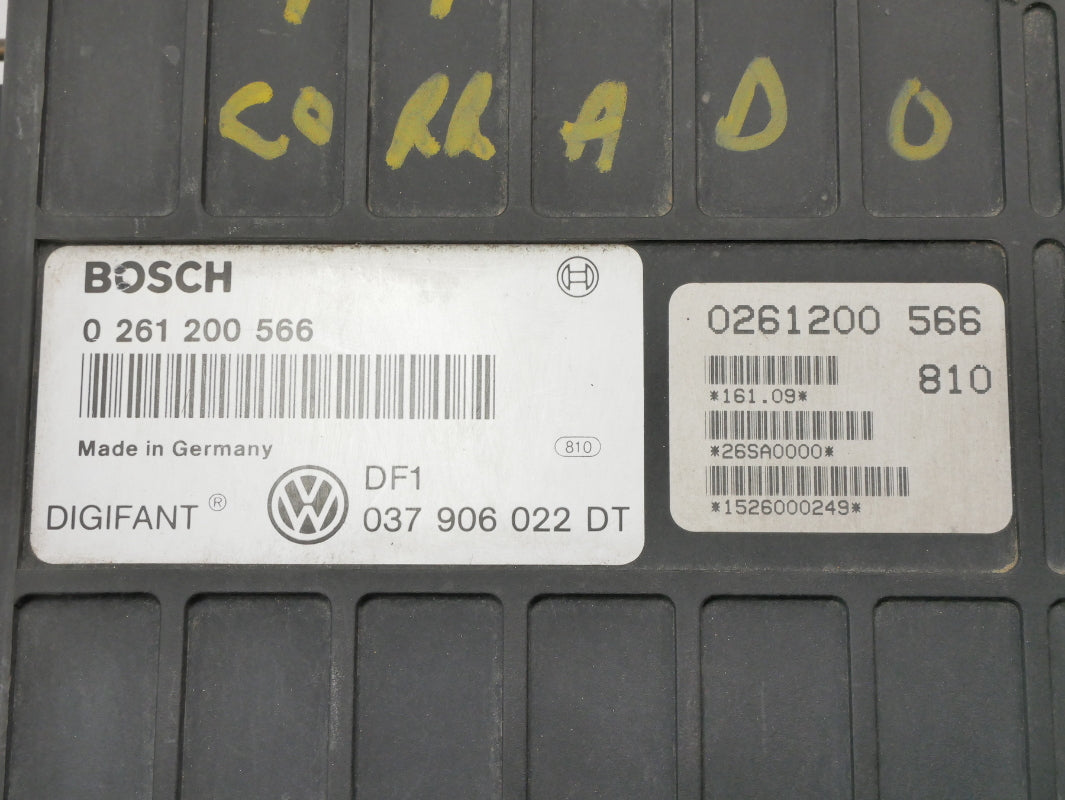 CORRADO
BOSCH
0 261 200 566
Made in Germany
810
DIGIFANT ®
DF1
037 906 022 DT
0261200 566
810
*161.09*
*26SA0000*
*1526000249*